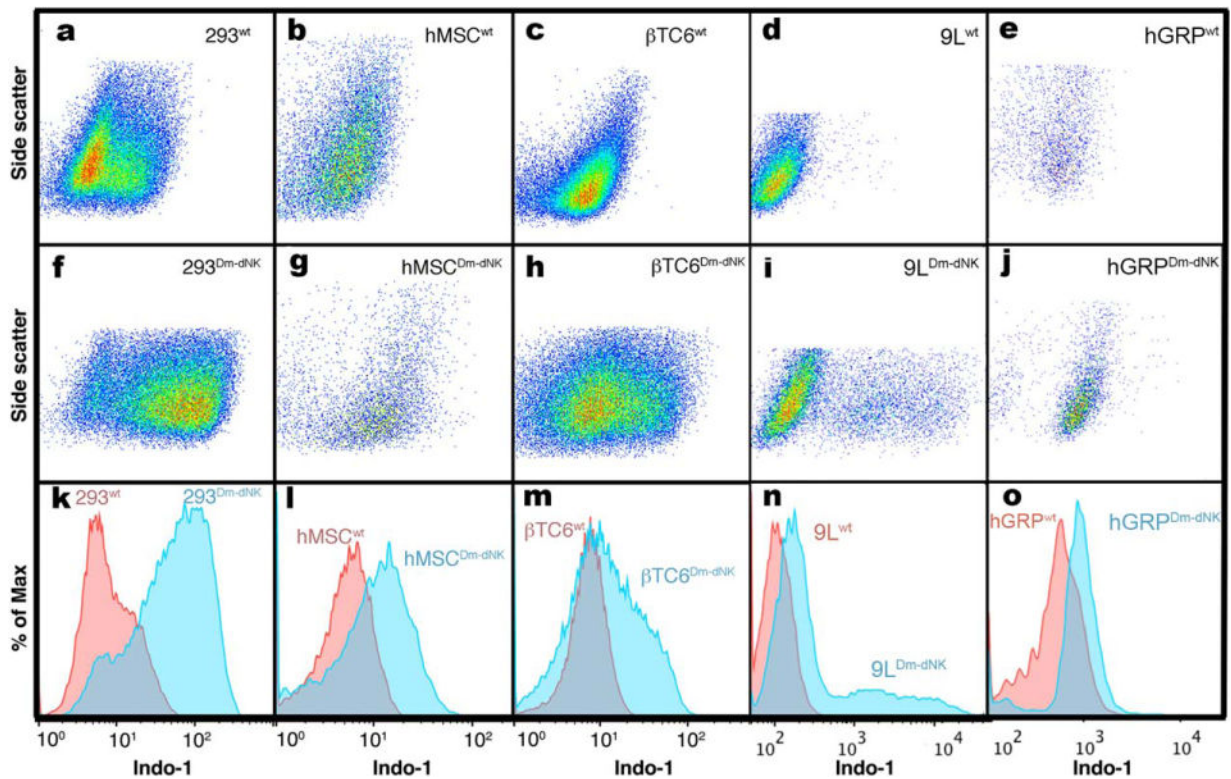 a 293wt
b hMSCwt
c βTC6wt
d 9Lwt
e hGRPwt
Side scatter
f 293Dm-dNK
g hMSCDm-dNK
h βTC6Dm-dNK
i 9LDm-dNK
j hGRPDm-dNK
Side scatter
k 293wt 293Dm-dNK
l hMSCwt hMSCDm-dNK
m βTC6wt βTC6Dm-dNK
n 9Lwt 9LDm-dNK
o hGRPwt hGRPDm-dNK
% of Max
10⁰ 10¹ 10² 10⁰ 10¹ 10² 10⁰ 10¹ 10² 10² 10³ 10⁴ 10² 10³ 10⁴
Indo-1 Indo-1 Indo-1 Indo-1 Indo-1